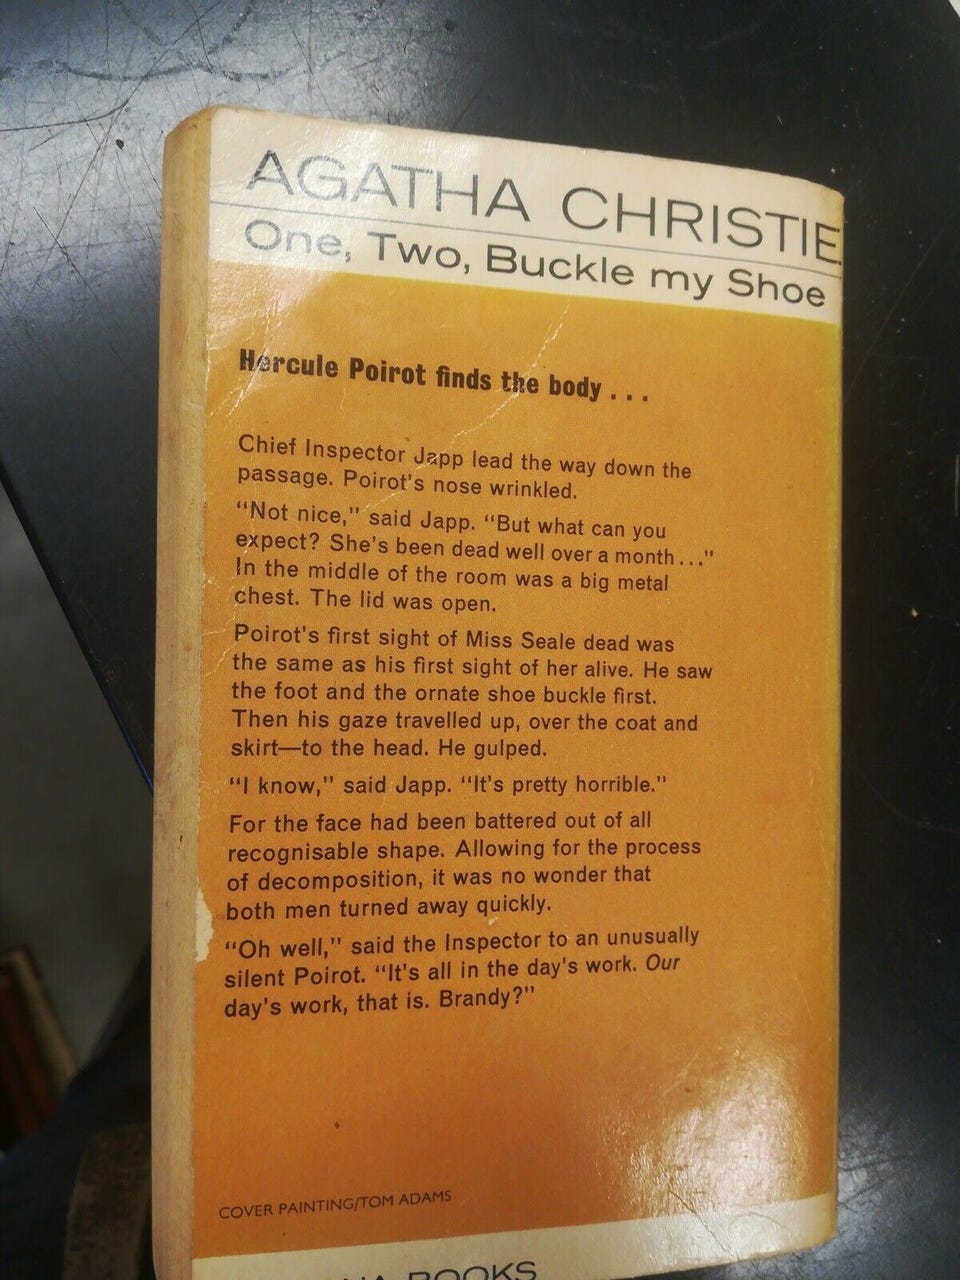 AGATHA CHRISTIE
One, Two, Buckle my Shoe
Hercule Poirot finds the body . . .
Chief Inspector Japp lead the way down the
passage. Poirot's nose wrinkled.
"Not nice," said Japp. "But what can you
expect? She's been dead well over a month . . ."
In the middle of the room was a big metal
chest. The lid was open.
Poirot's first sight of Miss Seale dead was
the same as his first sight of her alive. He saw
the foot and the ornate shoe buckle first.
Then his gaze travelled up, over the coat and
skirt—to the head. He gulped.
"I know," said Japp. "It's pretty horrible."
For the face had been battered out of all
recognisable shape. Allowing for the process
of decomposition, it was no wonder that
both men turned away quickly.
"Oh well," said the Inspector to an unusually
silent Poirot. "It's all in the day's work. Our
day's work, that is. Brandy?"
COVER PAINTING/TOM ADAMS
BOOKS